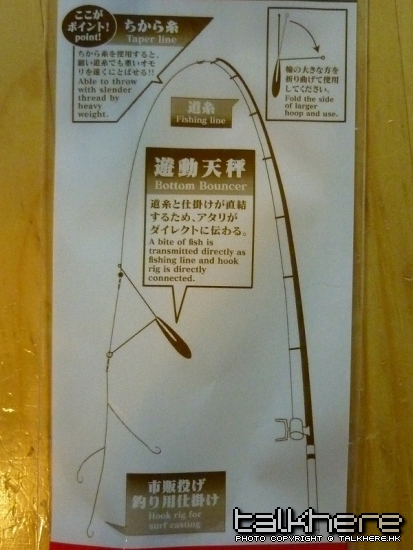 ここが
ポイント!
point!
ちから糸
Taper line
ちから糸を使用すると、
細い道糸でも重いオモ
リを遠くにとばせる!!
Able to throw
with slender
thread by
heavy
weight.
輪の大きな方を
折り曲げて使用
してください。
Fold the side
of larger
hoop and use.
道糸
Fishing line
遊動天秤
Bottom Bouncer
道糸と仕掛けが直結
するため、アタリが
ダイレクトに伝わる。
A bite of fish is
transmitted directly as
fishing line and hook
rig is directly
connected.
市販投げ
釣り用仕掛け
Hook rig for
surf casting
talkhere
PHOTO COPYRIGHT @ TALKHERE.HK